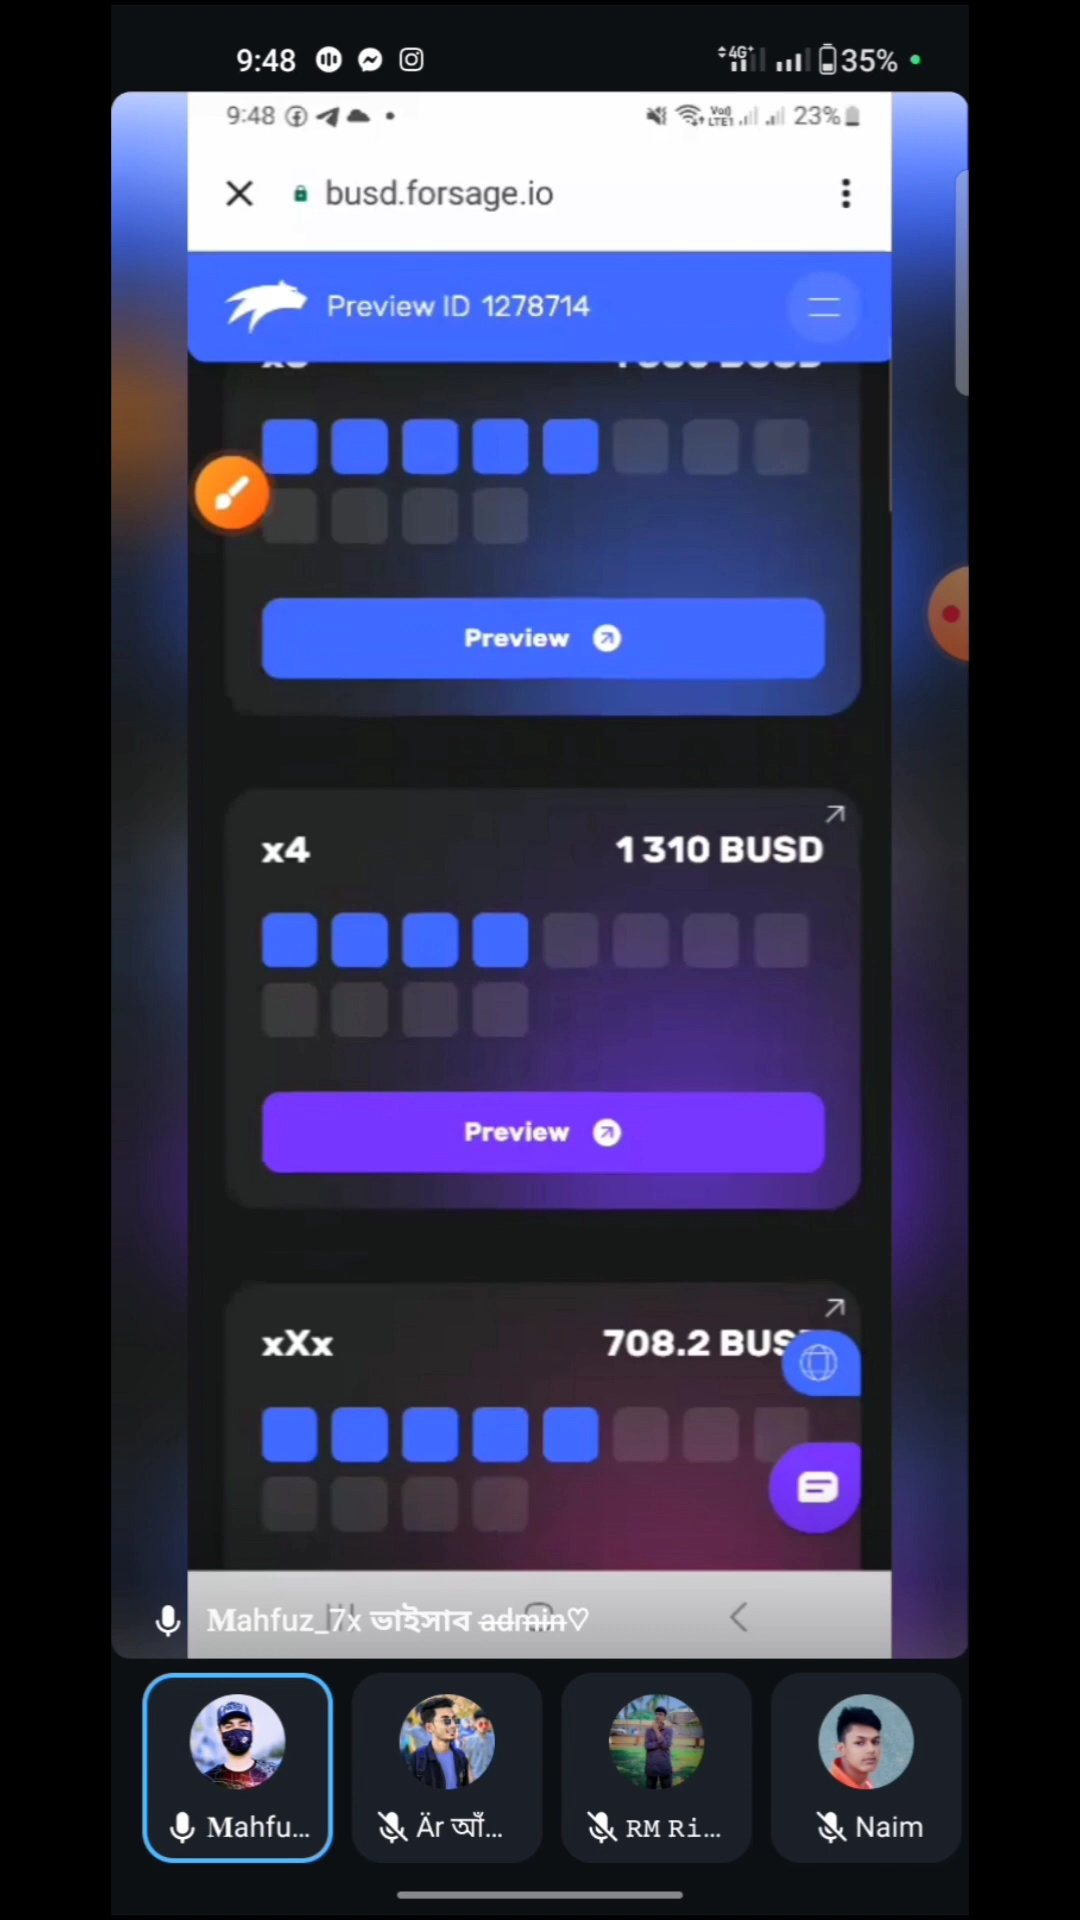 9:48 4G+ 35%
9:48 23%
busd.forsage.io
Preview ID 1278714
Preview
x4 1 310 BUSD
Preview
xXx 708.2 BUS
Mahfuz_7x ভাইসাব admin♡
Mahfu... Är আঁ... RM Ri... Naim